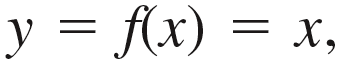 y = f(x) = x,